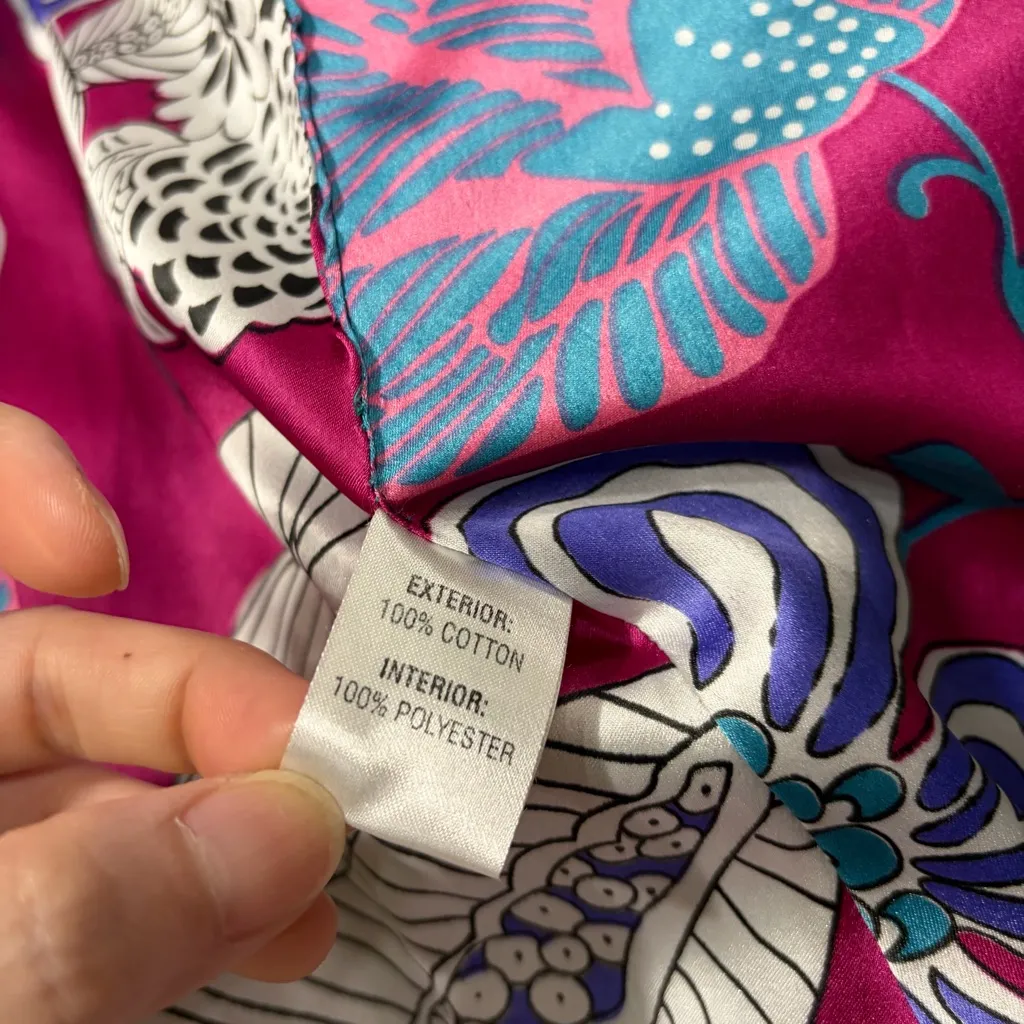 EXTERIOR:
100% COTTON
INTERIOR:
100% POLYESTER